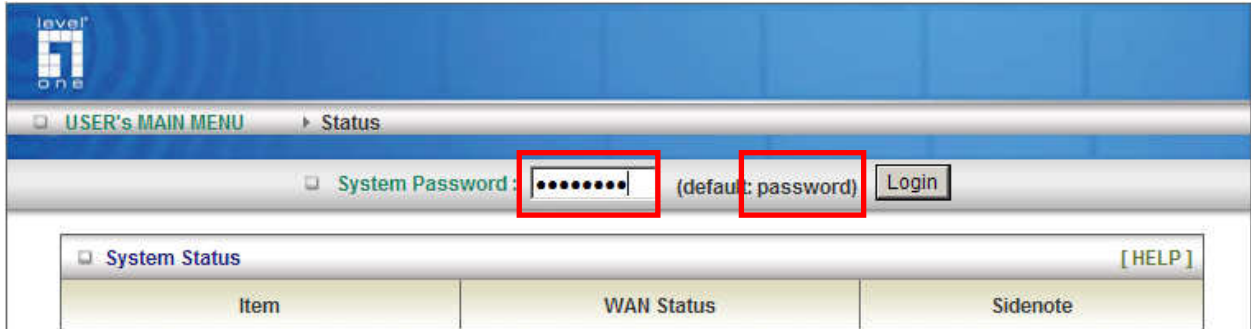 level
one
USER's MAIN MENU Status
System Password : •••••••• (default: password) Login
System Status [ HELP ]
Item WAN Status Sidenote